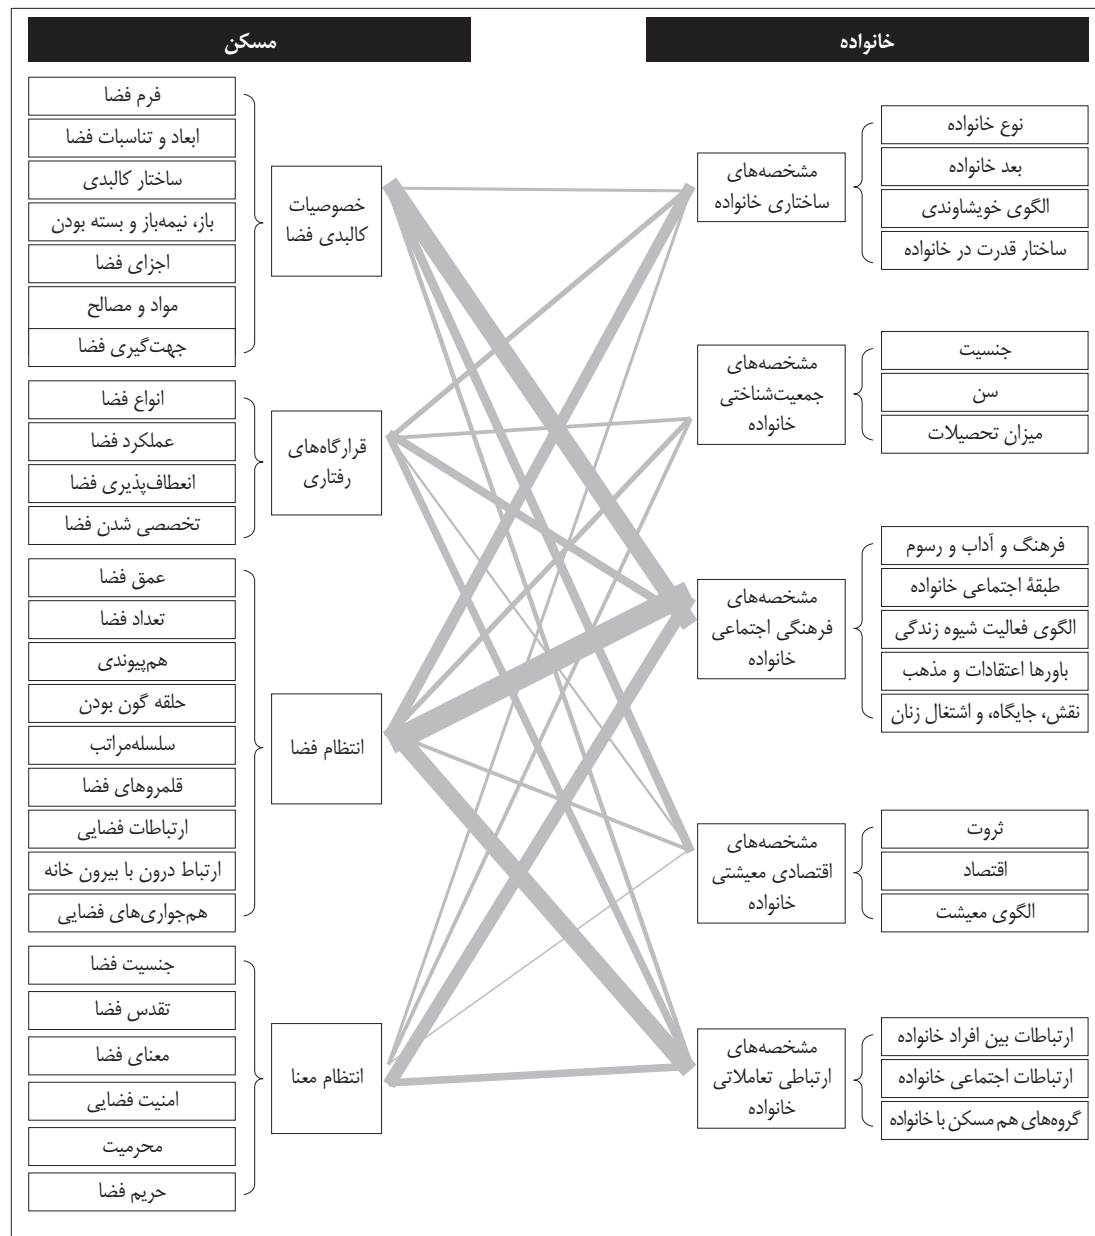 خانواده
مسکن
نوع خانواده
بعد خانواده
الگوی خویشاوندی
ساختار قدرت در خانواده
جنسیت
سن
میزان تحصیلات
فرهنگ و آداب و رسوم
طبقهٔ اجتماعی خانواده
الگوی فعالیت شیوه زندگی
باورها اعتقادات و مذهب
نقش، جایگاه، و اشتغال زنان
ثروت
اقتصاد
الگوی معیشت
ارتباطات بین افراد خانواده
ارتباطات اجتماعی خانواده
گروه‌های هم مسکن با خانواده
مشخصه‌های
ساختاری خانواده
مشخصه‌های
جمعیت‌شناختی
خانواده
مشخصه‌های
فرهنگی اجتماعی
خانواده
مشخصه‌های
اقتصادی معیشتی
خانواده
مشخصه‌های
ارتباطی تعاملاتی
خانواده
خصوصیات
کالبدی فضا
قرارگاه‌های
رفتاری
انتظام فضا
انتظام معنا
فرم فضا
ابعاد و تناسبات فضا
ساختار کالبدی
باز، نیمه‌باز و بسته بودن
اجزای فضا
مواد و مصالح
جهت‌گیری فضا
انواع فضا
عملکرد فضا
انعطاف‌پذیری فضا
تخصصی شدن فضا
عمق فضا
تعداد فضا
هم‌پیوندی
حلقه گون بودن
سلسله‌مراتب
قلمروهای فضا
ارتباطات فضایی
ارتباط درون با بیرون خانه
هم‌جواری‌های فضایی
جنسیت فضا
تقدس فضا
معنای فضا
امنیت فضایی
محرمیت
حریم فضا